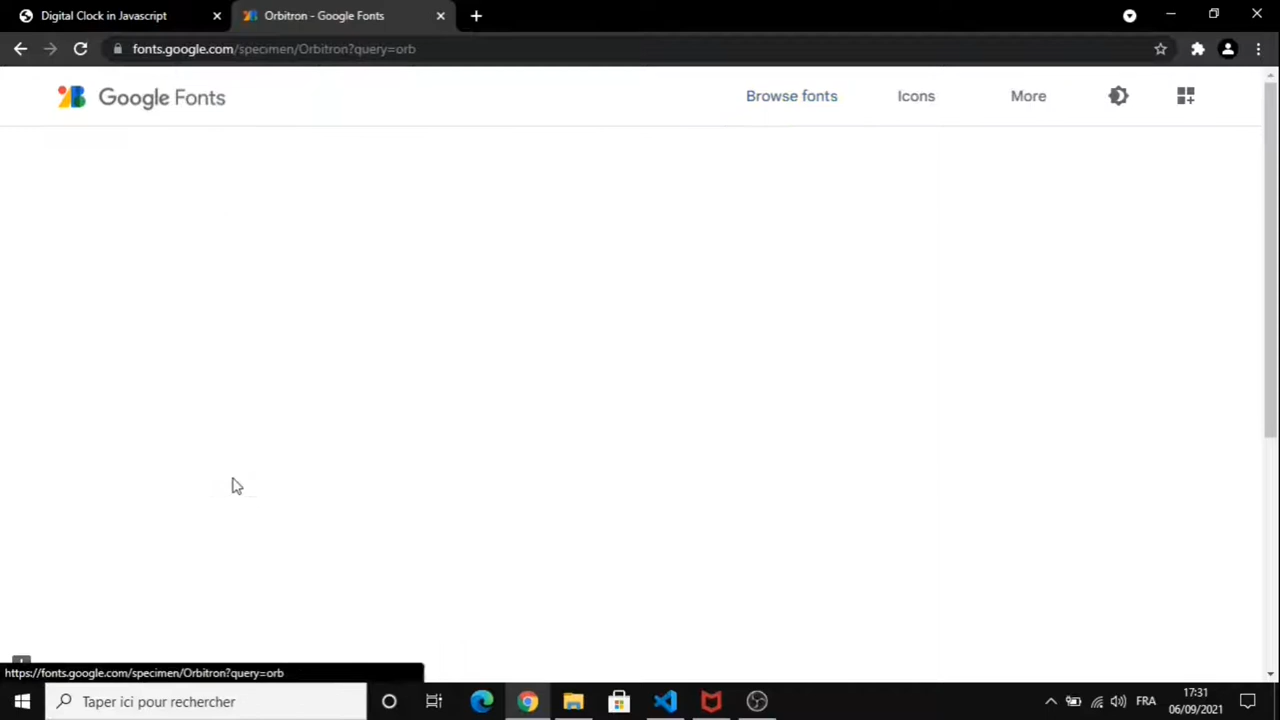 Digital Clock in Javascript
Orbitron - Google Fonts
fonts.google.com/specimen/Orbitron?query=orb
Google Fonts
Browse fonts
Icons
More
https://fonts.google.com/specimen/Orbitron?query=orb
Taper ici pour rechercher
FRA
17:31
06/09/2021